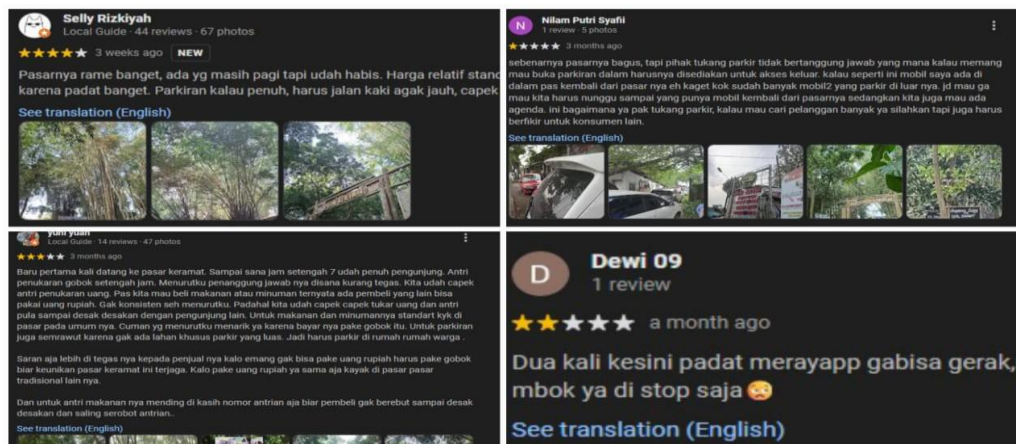 Selly Rizkiyah
Local Guide · 44 reviews · 67 photos
3 weeks ago NEW
Pasarnya rame banget, ada yg masih pagi tapi udah habis. Harga relatif stand
karena padat banget. Parkiran kalau penuh, harus jalan kaki agak jauh, capek
See translation (English)
N
Nilam Putri Syafii
1 review · 5 photos
3 months ago
sebenarnya pasarnya bagus, tapi pihak tukang parkir tidak bertanggung jawab yang mana kalau memang
mau buka parkiran dalam harusnya disediakan untuk akses keluar. kalau seperti ini mobil saya ada di
dalam pas kembali dari pasar nya eh kaget kok sudah banyak mobil2 yang parkir di luar nya. jd mau ga
mau kita harus nunggu sampai yang punya mobil kembali dari pasarnya sedangkan kita juga mau ada
agenda. ini bagaimana ya pak tukang parkir, kalau mau cari pelanggan banyak ya silahkan tapi juga harus
berfikir untuk konsumen lain.
See translation (English)
yuni yuan
Local Guide · 14 reviews · 47 photos
3 months ago
Baru pertama kali datang ke pasar keramat. Sampai sana jam setengah 7 udah penuh pengunjung. Antri
penukaran gobok setengah jam. Menurutku penanggung jawab nya disana kurang tegas. Kita udah capek
antri penukaran uang. Pas kita mau beli makanan atau minuman ternyata ada pembeli yang lain bisa
pakai uang rupiah. Gak konsisten seh menurutku. Padahal kita udah capek capek tukar uang dan antri
pula sampai desak desakan dengan pengunjung lain. Untuk makanan dan minumannya standart kyk di
pasar pada umum nya. Cuman yg menurutku menarik ya karena bayar nya pake gobok itu. Untuk parkiran
juga semrawut karena gak ada lahan khusus parkir yang luas. Jadi harus parkir di rumah rumah warga .
Saran aja lebih di tegas nya kepada penjual nya kalo emang gak bisa pake uang rupiah harus pake gobok
biar keunikan pasar keramat ini terjaga. Kalo pake uang rupiah ya sama aja kayak di pasar pasar
tradisional lain nya.
Dan untuk antri makanan nya mending di kasih nomor antrian aja biar pembeli gak berebut sampai desak
desakan dan saling serobot antrian..
See translation (English)
D
Dewi 09
1 review
a month ago
Dua kali kesini padat merayapp gabisa gerak,
mbok ya di stop saja😥
See translation (English)